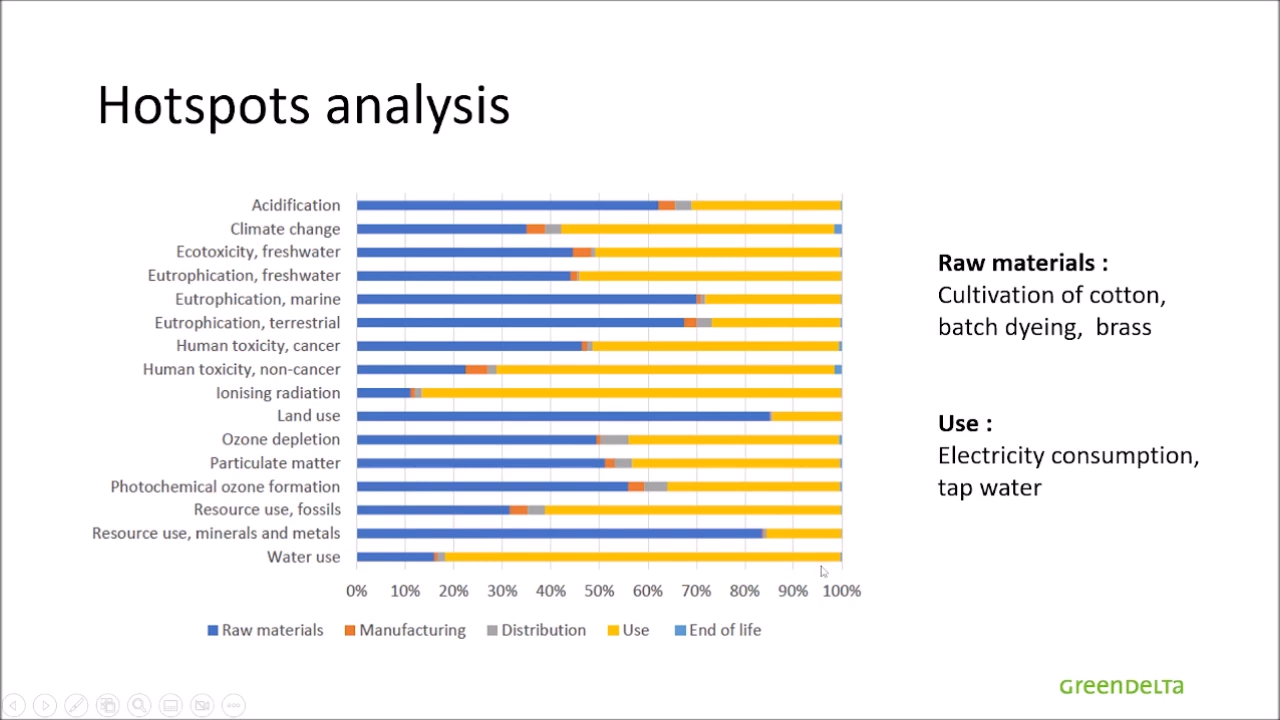 Hotspots analysis
Acidification
Climate change
Ecotoxicity, freshwater
Eutrophication, freshwater
Eutrophication, marine
Eutrophication, terrestrial
Human toxicity, cancer
Human toxicity, non-cancer
Ionising radiation
Land use
Ozone depletion
Particulate matter
Photochemical ozone formation
Resource use, fossils
Resource use, minerals and metals
Water use
0% 10% 20% 30% 40% 50% 60% 70% 80% 90% 100%
Raw materials Manufacturing Distribution Use End of life
Raw materials :
Cultivation of cotton,
batch dyeing, brass
Use :
Electricity consumption,
tap water
GreenDeLTa